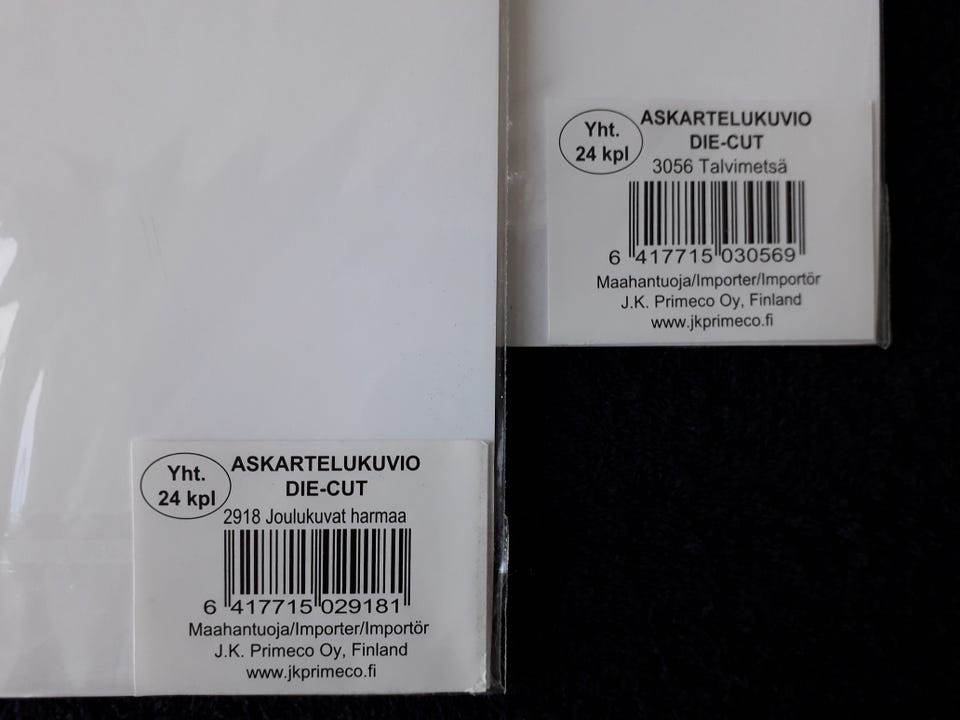 Yht.
24 kpl
ASKARTELUKUVIO
DIE-CUT
3056 Talvimetsä
6 417715 030569
Maahantuoja/Importer/Importör
J.K. Primeco Oy, Finland
www.jkprimeco.fi
Yht.
24 kpl
ASKARTELUKUVIO
DIE-CUT
2918 Joulukuvat harmaa
6 417715 029181
Maahantuoja/Importer/Importör
J.K. Primeco Oy, Finland
www.jkprimeco.fi